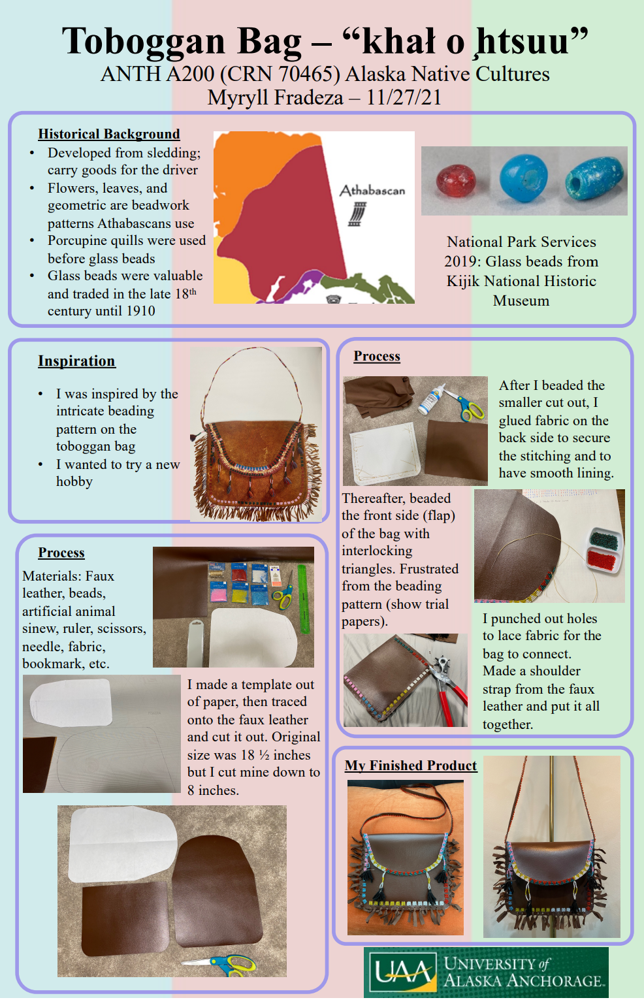 Toboggan Bag – “khał o ̧htsuu”
ANTH A200 (CRN 70465) Alaska Native Cultures
Myryll Fradeza – 11/27/21
Historical Background
• Developed from sledding;
carry goods for the driver
• Flowers, leaves, and
geometric are beadwork
patterns Athabascans use
• Porcupine quills were used
before glass beads
• Glass beads were valuable
and traded in the late 18th
century until 1910
Athabascan
National Park Services
2019: Glass beads from
Kijik National Historic
Museum
Inspiration
• I was inspired by the
intricate beading
pattern on the
toboggan bag
• I wanted to try a new
hobby
Process
Materials: Faux
leather, beads,
artificial animal
sinew, ruler, scissors,
needle, fabric,
bookmark, etc.
I made a template out
of paper, then traced
onto the faux leather
and cut it out. Original
size was 18 ½ inches
but I cut mine down to
8 inches.
Process
After I beaded the
smaller cut out, I
glued fabric on the
back side to secure
the stitching and to
have smooth lining.
Thereafter, beaded
the front side (flap)
of the bag with
interlocking
triangles. Frustrated
from the beading
pattern (show trial
papers).
I punched out holes
to lace fabric for the
bag to connect.
Made a shoulder
strap from the faux
leather and put it all
together.
My Finished Product
UAA
UNIVERSITY of
ALASKA ANCHORAGE